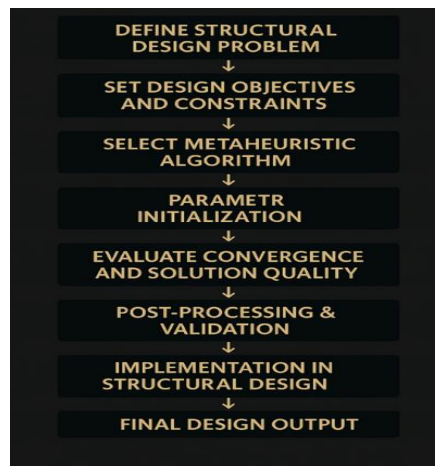 DEFINE STRUCTURAL
DESIGN PROBLEM
SET DESIGN OBJECTIVES
AND CONSTRAINTS
SELECT METAHEURISTIC
ALGORITHM
PARAMETR
INITIALIZATION
EVALUATE CONVERGENCE
AND SOLUTION QUALITY
POST-PROCESSING &
VALIDATION
IMPLEMENTATION IN
STRUCTURAL DESIGN
FINAL DESIGN OUTPUT